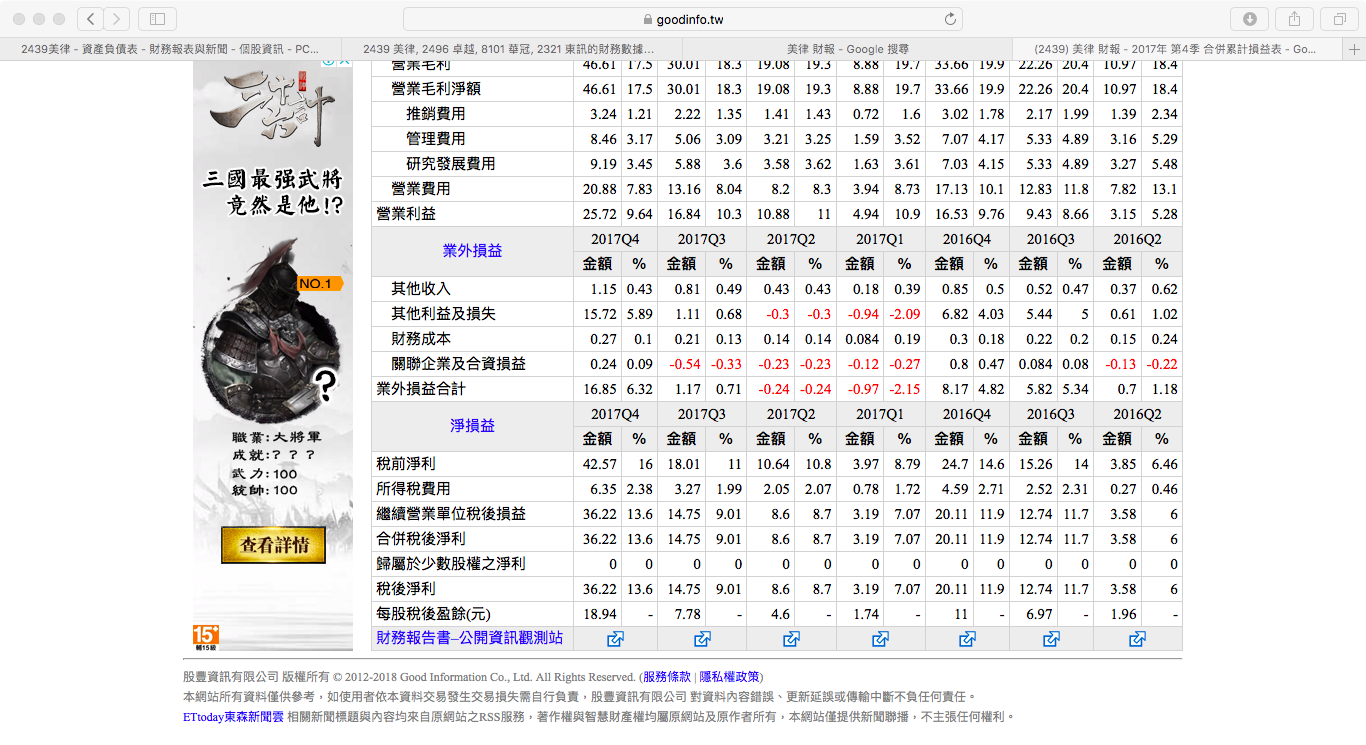 goodinfo.tw
2439美律 - 資產負債表 - 財務報表與新聞 - 個股資訊 - PC... 2439 美律, 2496 卓越, 8101 華冠, 2321 東訊的財務數據... 美律 財報 - Google 搜尋 (2439) 美律 財報 - 2017年 第4季 合併累計損益表 - Go...
三十六計
三國最强武將
竟然是他!?
NO.1
?
職業:大將軍
成就:? ? ?
武力:100
統帥:100
查看詳情
15+
輔15級
營業毛利 46.61 17.5 30.01 18.3 19.08 19.3 8.88 19.7 33.66 19.9 22.26 20.4 10.97 18.4
營業毛利淨額 46.61 17.5 30.01 18.3 19.08 19.3 8.88 19.7 33.66 19.9 22.26 20.4 10.97 18.4
推銷費用 3.24 1.21 2.22 1.35 1.41 1.43 0.72 1.6 3.02 1.78 2.17 1.99 1.39 2.34
管理費用 8.46 3.17 5.06 3.09 3.21 3.25 1.59 3.52 7.07 4.17 5.33 4.89 3.16 5.29
研究發展費用 9.19 3.45 5.88 3.6 3.58 3.62 1.63 3.61 7.03 4.15 5.33 4.89 3.27 5.48
營業費用 20.88 7.83 13.16 8.04 8.2 8.3 3.94 8.73 17.13 10.1 12.83 11.8 7.82 13.1
營業利益 25.72 9.64 16.84 10.3 10.88 11 4.94 10.9 16.53 9.76 9.43 8.66 3.15 5.28
業外損益 2017Q4 2017Q3 2017Q2 2017Q1 2016Q4 2016Q3 2016Q2
金額 % 金額 % 金額 % 金額 % 金額 % 金額 % 金額 %
其他收入 1.15 0.43 0.81 0.49 0.43 0.43 0.18 0.39 0.85 0.5 0.52 0.47 0.37 0.62
其他利益及損失 15.72 5.89 1.11 0.68 -0.3 -0.3 -0.94 -2.09 6.82 4.03 5.44 5 0.61 1.02
財務成本 0.27 0.1 0.21 0.13 0.14 0.14 0.084 0.19 0.3 0.18 0.22 0.2 0.15 0.24
關聯企業及合資損益 0.24 0.09 -0.54 -0.33 -0.23 -0.23 -0.12 -0.27 0.8 0.47 0.084 0.08 -0.13 -0.22
業外損益合計 16.85 6.32 1.17 0.71 -0.24 -0.24 -0.97 -2.15 8.17 4.82 5.82 5.34 0.7 1.18
淨損益 2017Q4 2017Q3 2017Q2 2017Q1 2016Q4 2016Q3 2016Q2
金額 % 金額 % 金額 % 金額 % 金額 % 金額 % 金額 %
稅前淨利 42.57 16 18.01 11 10.64 10.8 3.97 8.79 24.7 14.6 15.26 14 3.85 6.46
所得稅費用 6.35 2.38 3.27 1.99 2.05 2.07 0.78 1.72 4.59 2.71 2.52 2.31 0.27 0.46
繼續營業單位稅後損益 36.22 13.6 14.75 9.01 8.6 8.7 3.19 7.07 20.11 11.9 12.74 11.7 3.58 6
合併稅後淨利 36.22 13.6 14.75 9.01 8.6 8.7 3.19 7.07 20.11 11.9 12.74 11.7 3.58 6
歸屬於少數股權之淨利 0 0 0 0 0 0 0 0 0 0 0 0 0 0
稅後淨利 36.22 13.6 14.75 9.01 8.6 8.7 3.19 7.07 20.11 11.9 12.74 11.7 3.58 6
每股稅後盈餘(元) 18.94 - 7.78 - 4.6 - 1.74 - 11 - 6.97 - 1.96 -
財務報告書–公開資訊觀測站
股豐資訊有限公司 版權所有 © 2012-2018 Good Information Co., Ltd. All Rights Reserved. (服務條款 | 隱私權政策)
本網站所有資料僅供參考，如使用者依本資料交易發生交易損失需自行負責，股豐資訊有限公司 對資料內容錯誤、更新延誤或傳輸中斷不負任何責任。
ETtoday東森新聞雲 相關新聞標題與內容均來自原網站之RSS服務，著作權與智慧財產權均屬原網站及原作者所有，本網站僅提供新聞聯播，不主張任何權利。